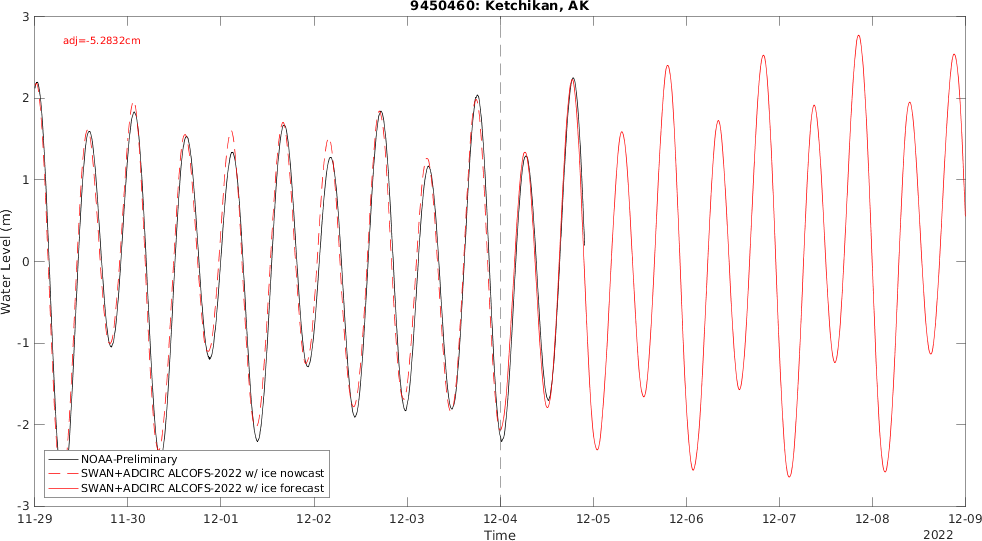 9450460: Ketchikan, AK
adj=-5.2832cm
3
2
1
0
-1
-2
-3
Water Level (m)
NOAA-Preliminary
SWAN+ADCIRC ALCOFS-2022 w/ ice nowcast
SWAN+ADCIRC ALCOFS-2022 w/ ice forecast
11-29 11-30 12-01 12-02 12-03 12-04 12-05 12-06 12-07 12-08 12-09
Time
2022